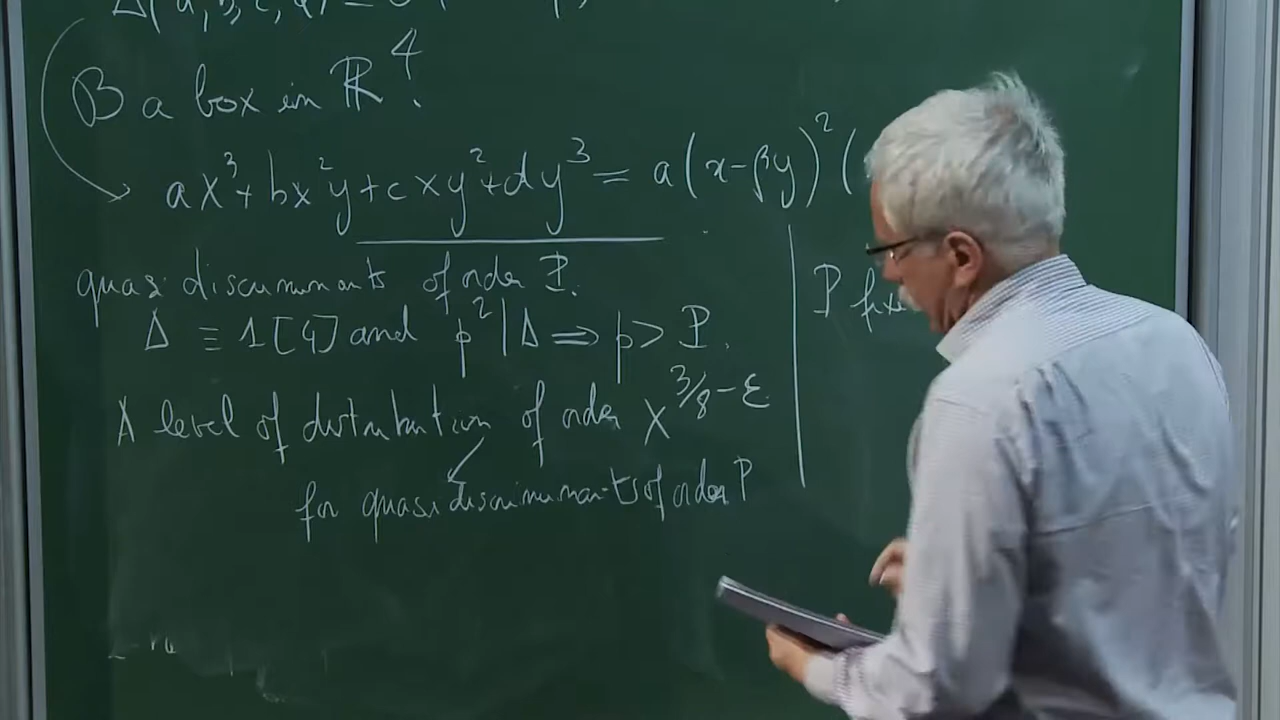 B a box in ℝ⁴.
ax³+bx²y+cxy²+dy³ = a(x-βy)²(
quasi discriminants of order P.
Δ ≡ 1 [4] and p² | Δ ⟹ p > P.
P fixe
A level of distribution of order X^{3/8-ε}
for quasi discriminants of order P